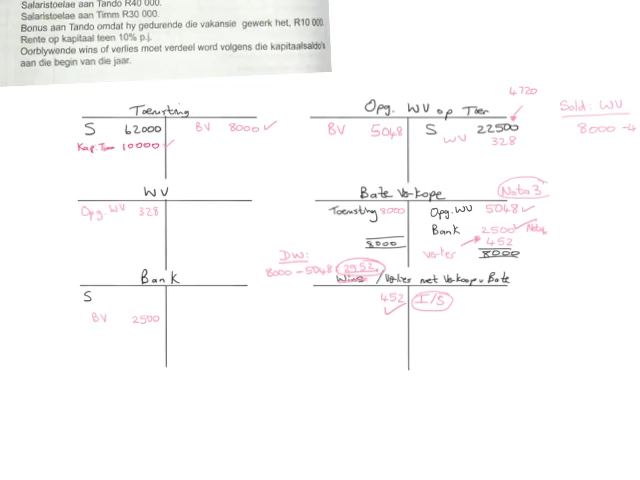 Salaristoelae aan Tando R40 000.
Salaristoelae aan Timm R30 000.
Bonus aan Tando omdat hy gedurende die vakansie gewerk het, R10 000
Rente op kapitaal teen 10% p.j.
Oorblywende wins of verlies moet verdeel word volgens die kapitaalsaldo's
aan die begin van die jaar.
4720
Toerusting
Opg. WV op Toer
Sold: WV
S 62000 BV 8000
BV 5048 S 22500
8000 -4
Kap. T 10000
WV 328
WV
Bate Verkope
Nota 3
Opg. WV 328
Toerusting 8000 Opg. WV 5048
Bank 2500 Nota
8000
452
Verlies 8000
DW:
8000 - 5048 2952
Bank
Wins / Verlies met Verkoop v Bate
S
452 I/S
BV 2500